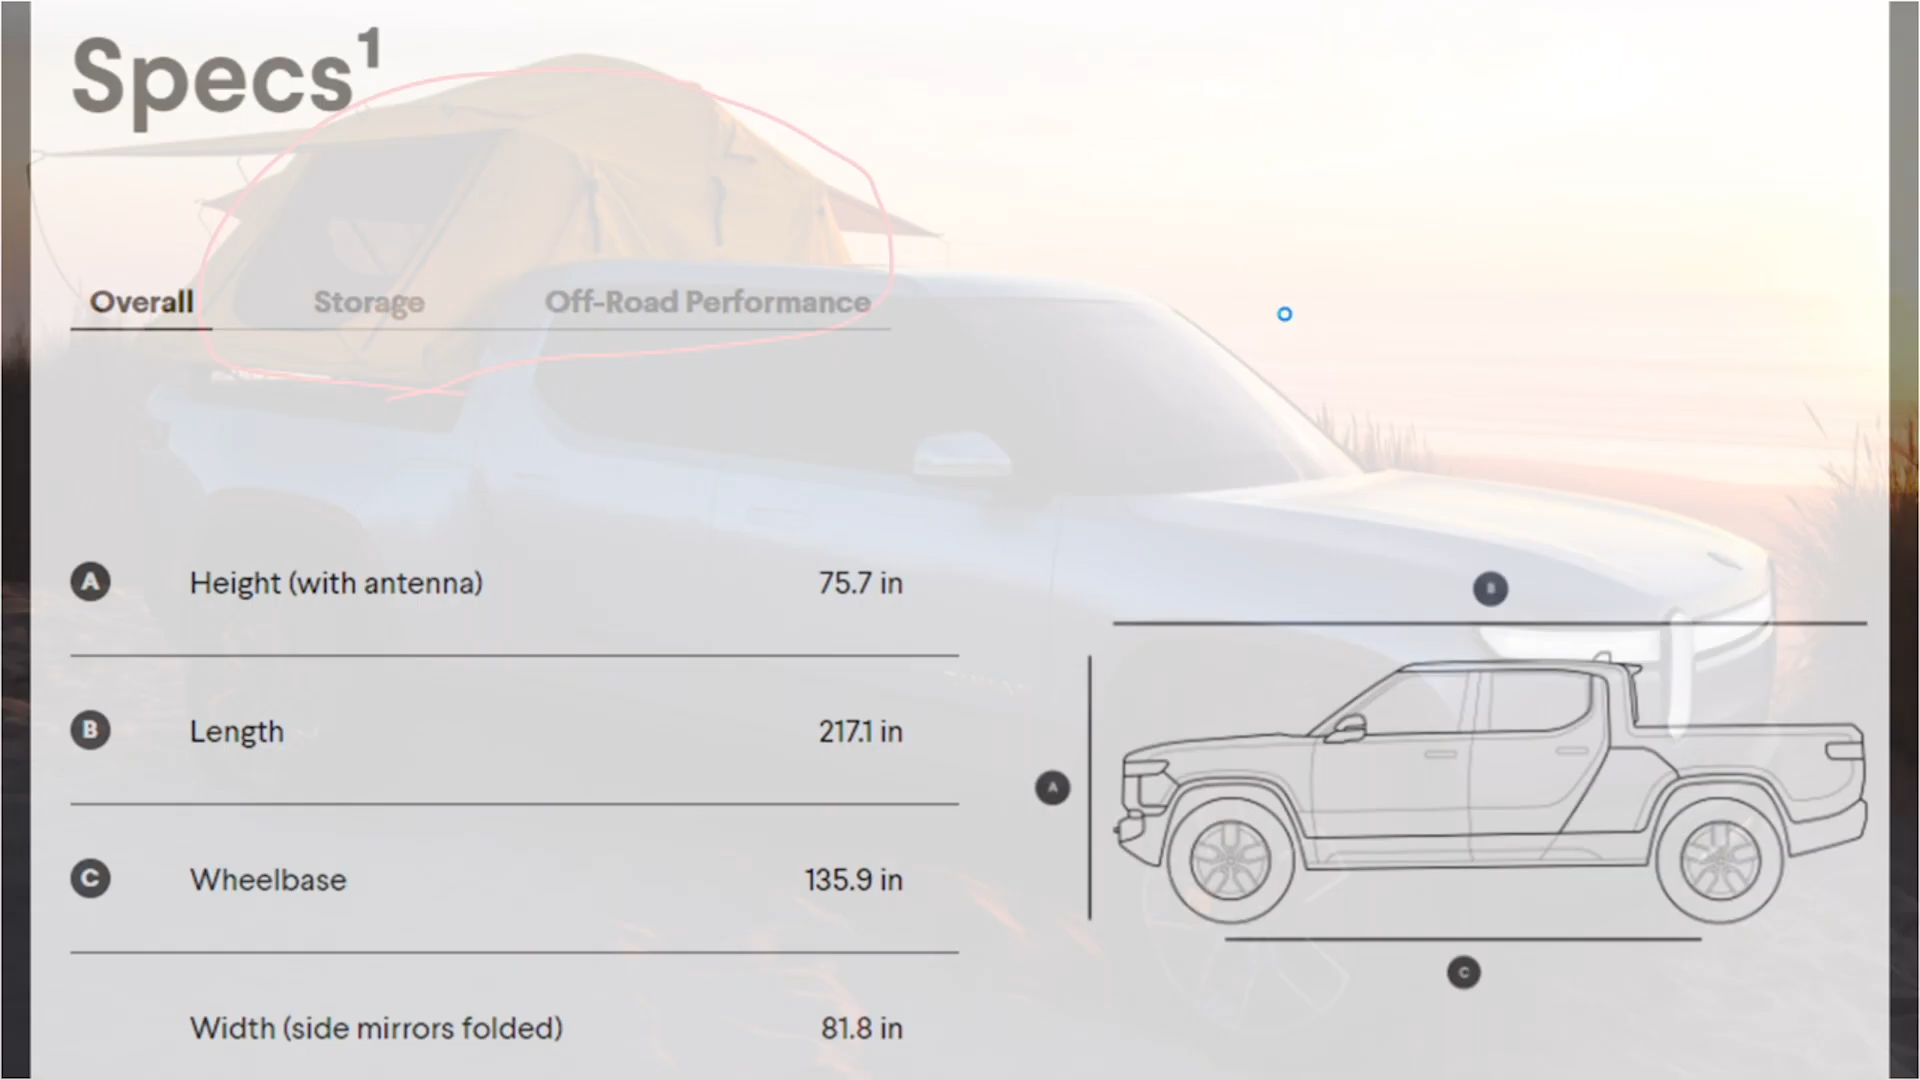 Specs¹
Overall Storage Off-Road Performance
A Height (with antenna) 75.7 in
B Length 217.1 in
C Wheelbase 135.9 in
Width (side mirrors folded) 81.8 in
B
A
C